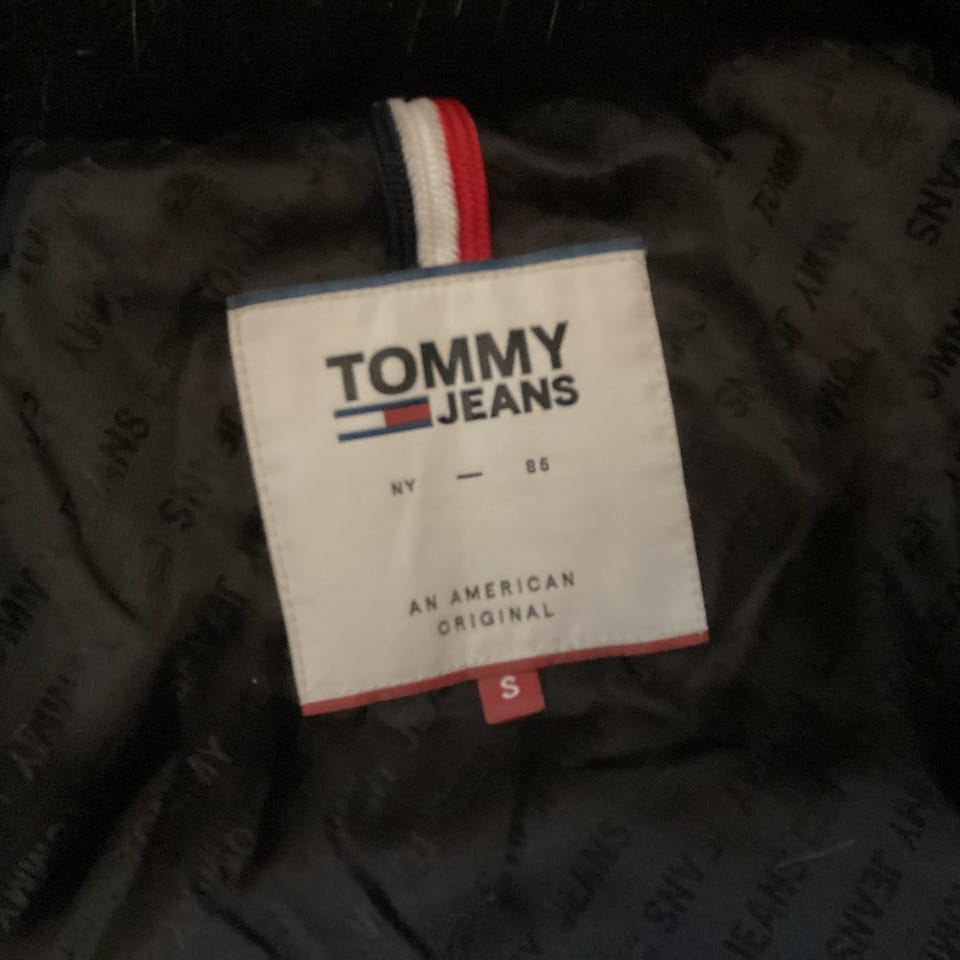 TOMMY
JEANS
NY — 85
AN AMERICAN
ORIGINAL
S